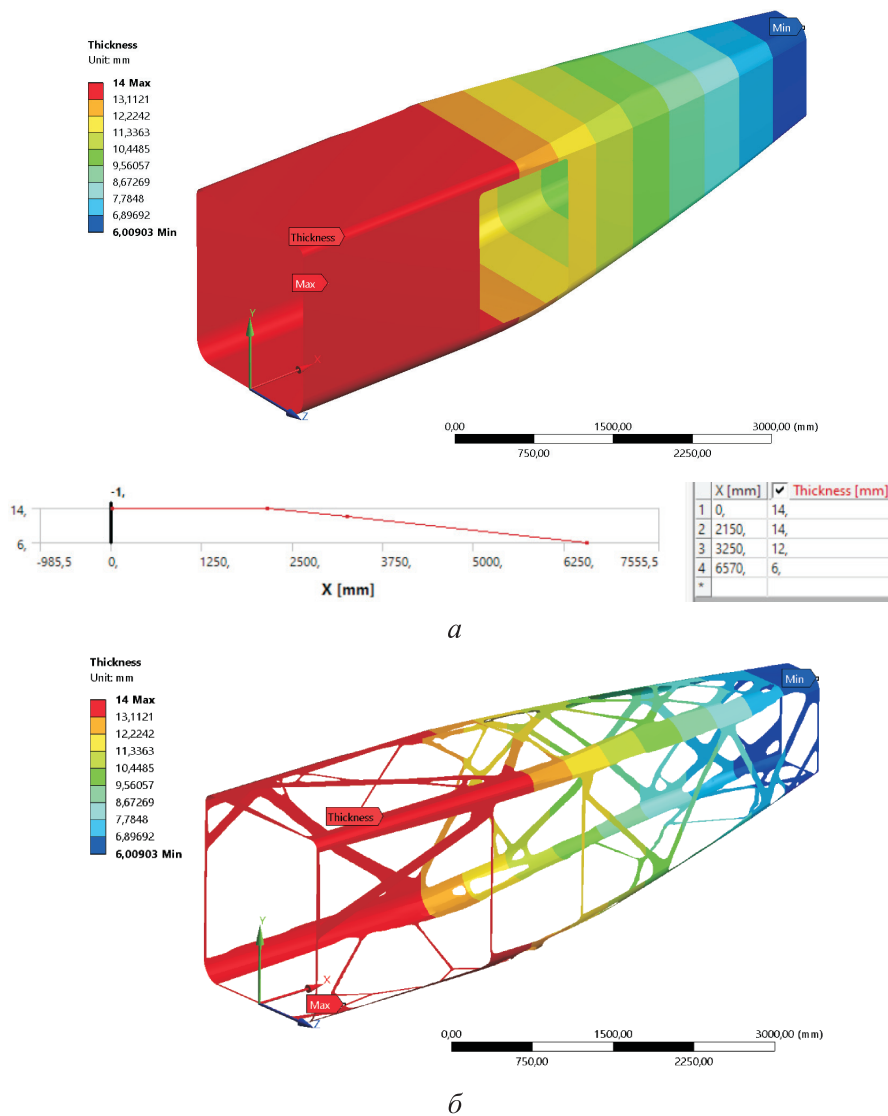 Thickness
Unit: mm
14 Max
13,1121
12,2242
11,3363
10,4485
9,56057
8,67269
7,7848
6,89692
6,00903 Min
Min
Thickness
Max
Y
X
Z
0,00 1500,00 3000,00 (mm)
750,00 2250,00
-1,
14,
6,
-985,5 0, 1250, 2500, 3750, 5000, 6250, 7555,5
X [mm]
X [mm] Thickness [mm]
1 0, 14,
2 2150, 14,
3 3250, 12,
4 6570, 6,
*
а
Thickness
Unit: mm
14 Max
13,1121
12,2242
11,3363
10,4485
9,56057
8,67269
7,7848
6,89692
6,00903 Min
Min
Thickness
Y
X
Max
Z
0,00 1500,00 3000,00 (mm)
750,00 2250,00
б